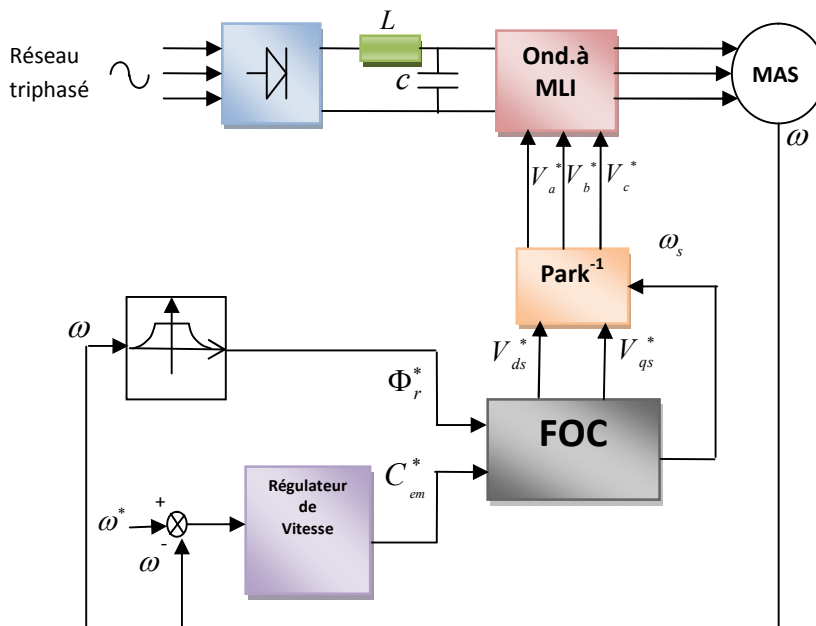 Réseau
triphasé
L
c
Ond.à
MLI
MAS
ω
V_a^* V_b^* V_c^*
ω_s
Park^-1
V_ds^* V_qs^*
ω
Φ_r^*
FOC
C_em^*
Régulateur
de
Vitesse
+
ω^*
-
ω